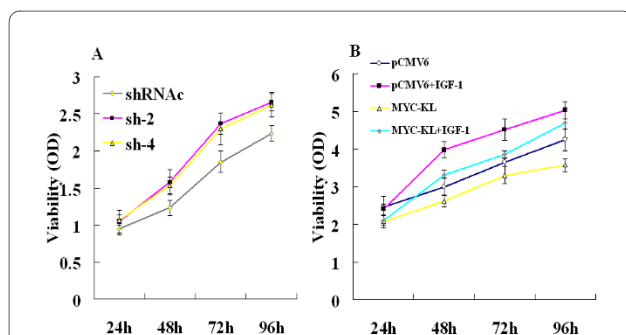 A
Viability (OD)
3
2.5
2
1.5
1
0.5
0
shRNAc
sh-2
sh-4
24h 48h 72h 96h
B
Viability (OD)
6
5
4
3
2
1
0
pCMV6
pCMV6+IGF-1
MYC-KL
MYC-KL+IGF-1
24h 48h 72h 96h